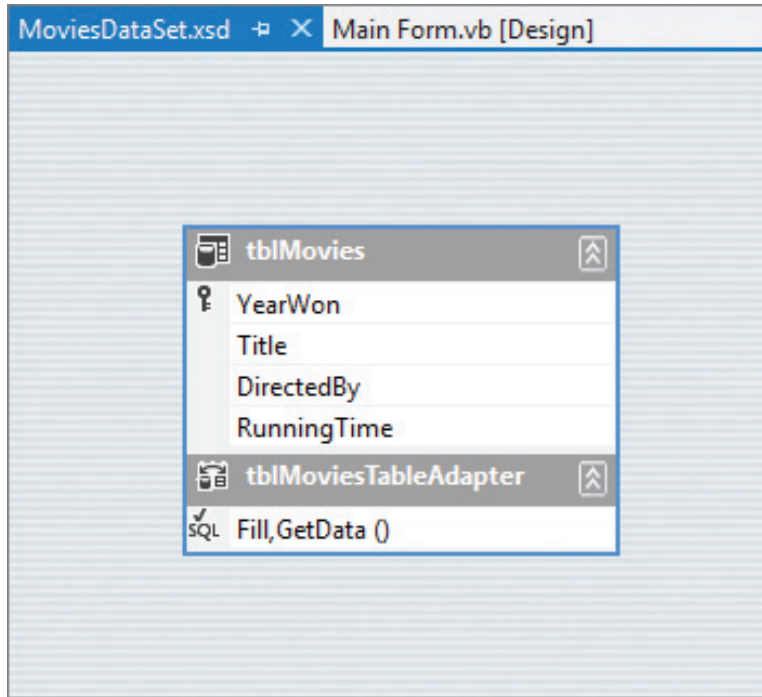 MoviesDataSet.xsd Main Form.vb [Design]
tblMovies
YearWon
Title
DirectedBy
RunningTime
tblMoviesTableAdapter
SQL Fill,GetData ()